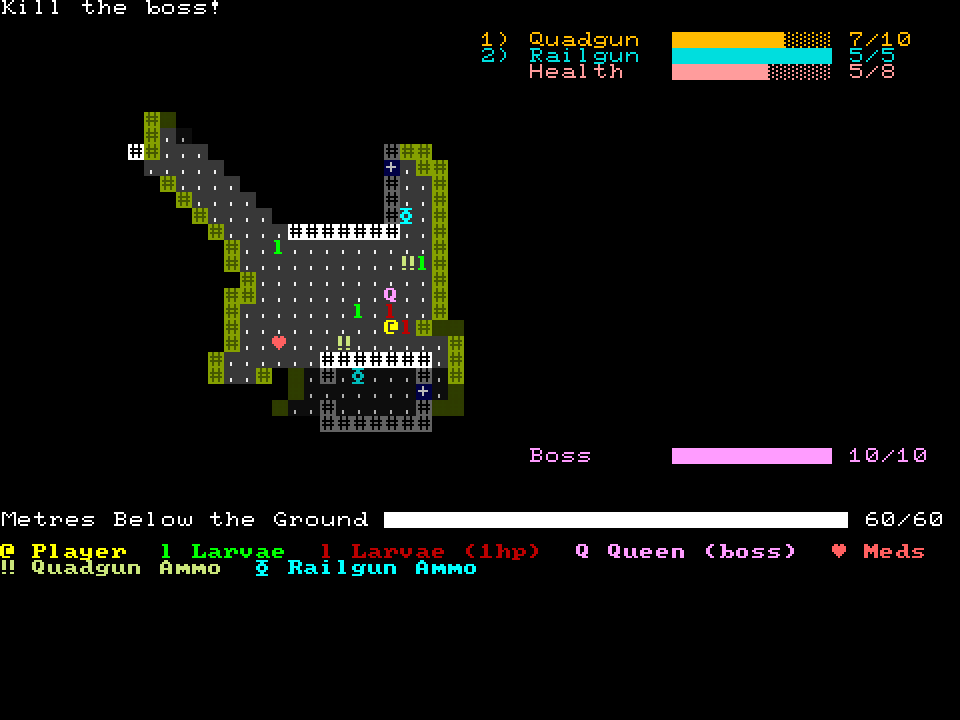 Kill the boss!
1) Quadgun 7/10
2) Railgun 5/5
Health 5/8
Boss 10/10
Metres Below the Ground 60/60
@ Player l Larvae l Larvae (1hp) Q Queen (boss) ♥ Meds
‼ Quadgun Ammo Railgun Ammo